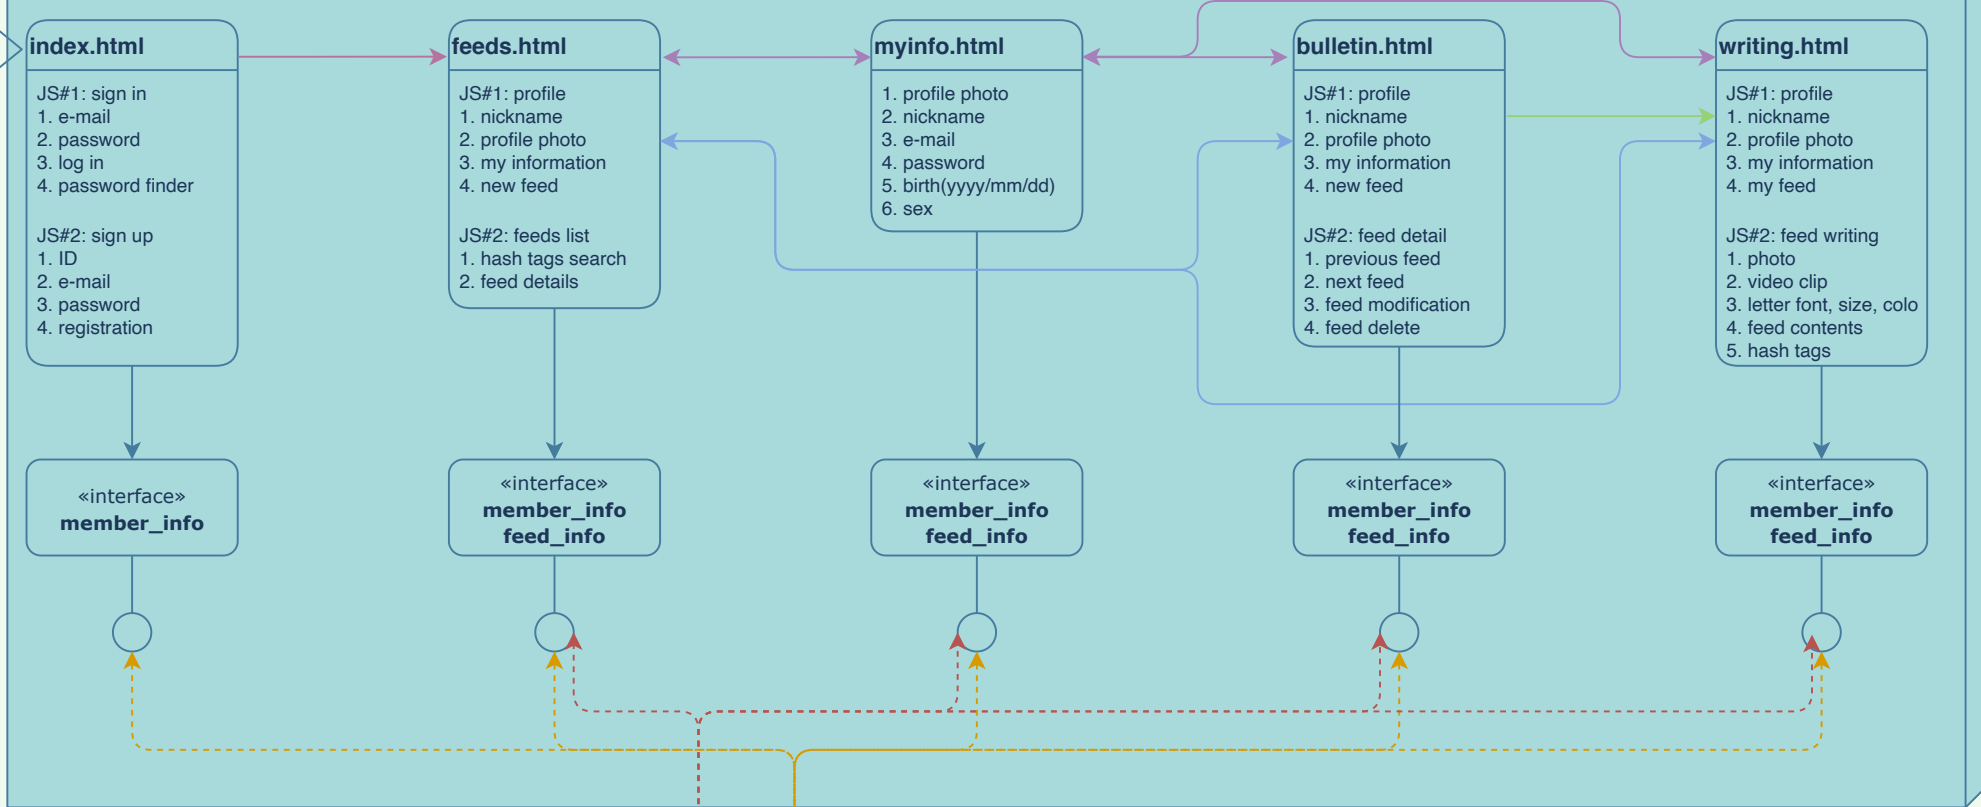 index.html
JS#1: sign in
1. e-mail
2. password
3. log in
4. password finder
JS#2: sign up
1. ID
2. e-mail
3. password
4. registration
«interface»
member_info
feeds.html
JS#1: profile
1. nickname
2. profile photo
3. my information
4. new feed
JS#2: feeds list
1. hash tags search
2. feed details
«interface»
member_info
feed_info
myinfo.html
1. profile photo
2. nickname
3. e-mail
4. password
5. birth(yyyy/mm/dd)
6. sex
«interface»
member_info
feed_info
bulletin.html
JS#1: profile
1. nickname
2. profile photo
3. my information
4. new feed
JS#2: feed detail
1. previous feed
2. next feed
3. feed modification
4. feed delete
«interface»
member_info
feed_info
writing.html
JS#1: profile
1. nickname
2. profile photo
3. my information
4. my feed
JS#2: feed writing
1. photo
2. video clip
3. letter font, size, colo
4. feed contents
5. hash tags
«interface»
member_info
feed_info